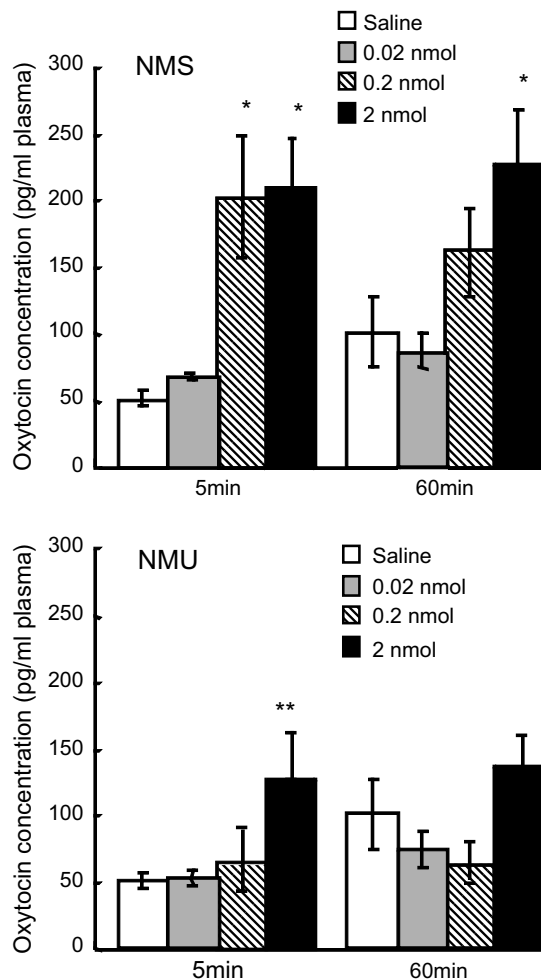 Saline
0.02 nmol
0.2 nmol
2 nmol
NMS
Oxytocin concentration (pg/ml plasma)
300
250
200
150
100
50
0
*
*
*
5min
60min
Saline
0.02 nmol
0.2 nmol
2 nmol
NMU
Oxytocin concentration (pg/ml plasma)
300
250
200
150
100
50
0
**
5min
60min